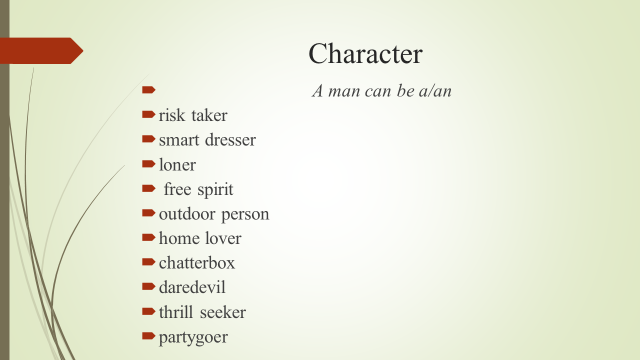 Character
A man can be a/an
risk taker
smart dresser
loner
free spirit
outdoor person
home lover
chatterbox
daredevil
thrill seeker
partygoer